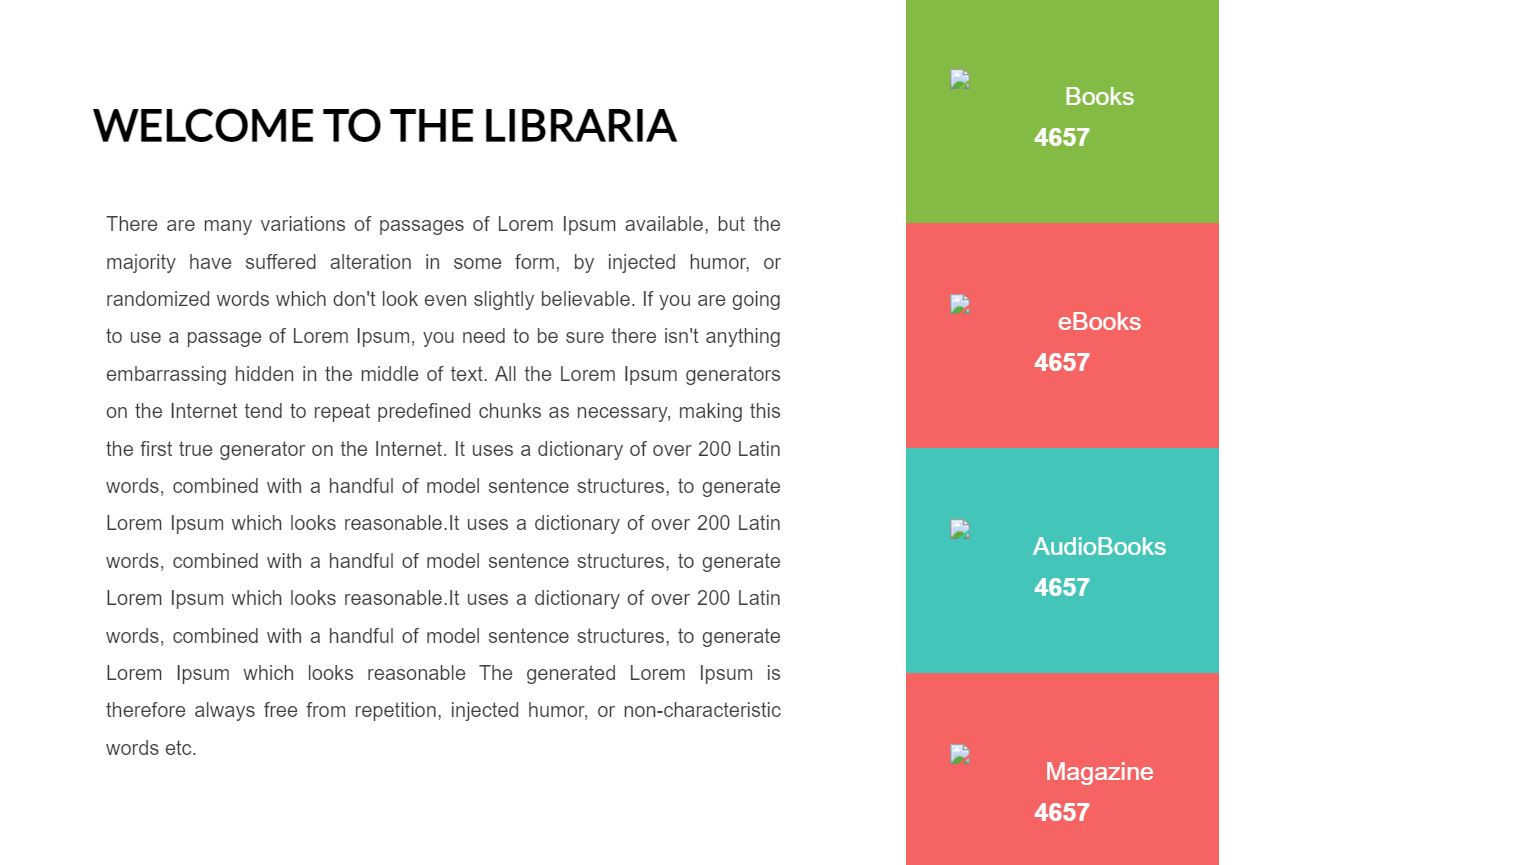 WELCOME TO THE LIBRARIA
There are many variations of passages of Lorem Ipsum available, but the
majority have suffered alteration in some form, by injected humor, or
randomized words which don't look even slightly believable. If you are going
to use a passage of Lorem Ipsum, you need to be sure there isn't anything
embarrassing hidden in the middle of text. All the Lorem Ipsum generators
on the Internet tend to repeat predefined chunks as necessary, making this
the first true generator on the Internet. It uses a dictionary of over 200 Latin
words, combined with a handful of model sentence structures, to generate
Lorem Ipsum which looks reasonable.It uses a dictionary of over 200 Latin
words, combined with a handful of model sentence structures, to generate
Lorem Ipsum which looks reasonable.It uses a dictionary of over 200 Latin
words, combined with a handful of model sentence structures, to generate
Lorem Ipsum which looks reasonable The generated Lorem Ipsum is
therefore always free from repetition, injected humor, or non-characteristic
words etc.
Books
4657
eBooks
4657
AudioBooks
4657
Magazine
4657